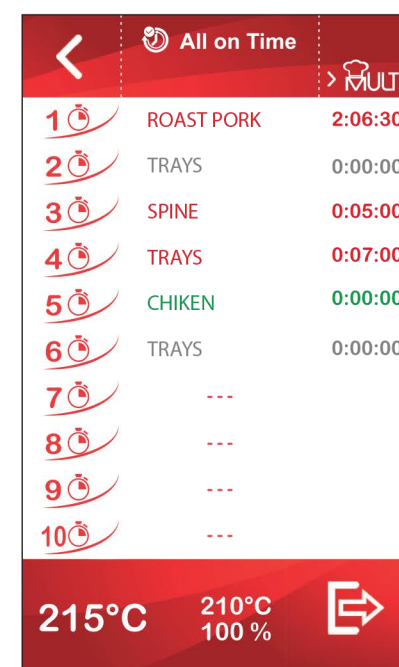 All on Time
> MULT
1 ROAST PORK 2:06:30
2 TRAYS 0:00:00
3 SPINE 0:05:00
4 TRAYS 0:07:00
5 CHIKEN 0:00:00
6 TRAYS 0:00:00
7 ---
8 ---
9 ---
10 ---
215°C 210°C
100 %